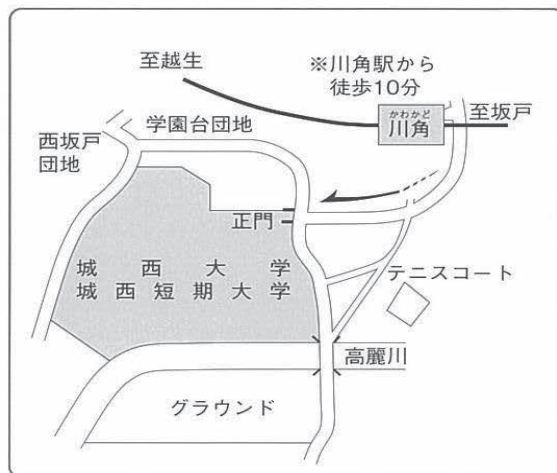 至越生
※川角駅から
徒歩10分
かわかど
川角
至坂戸
学園台団地
西坂戸
団地
正門
城西大学
城西短期大学
テニスコート
高麗川
グラウンド